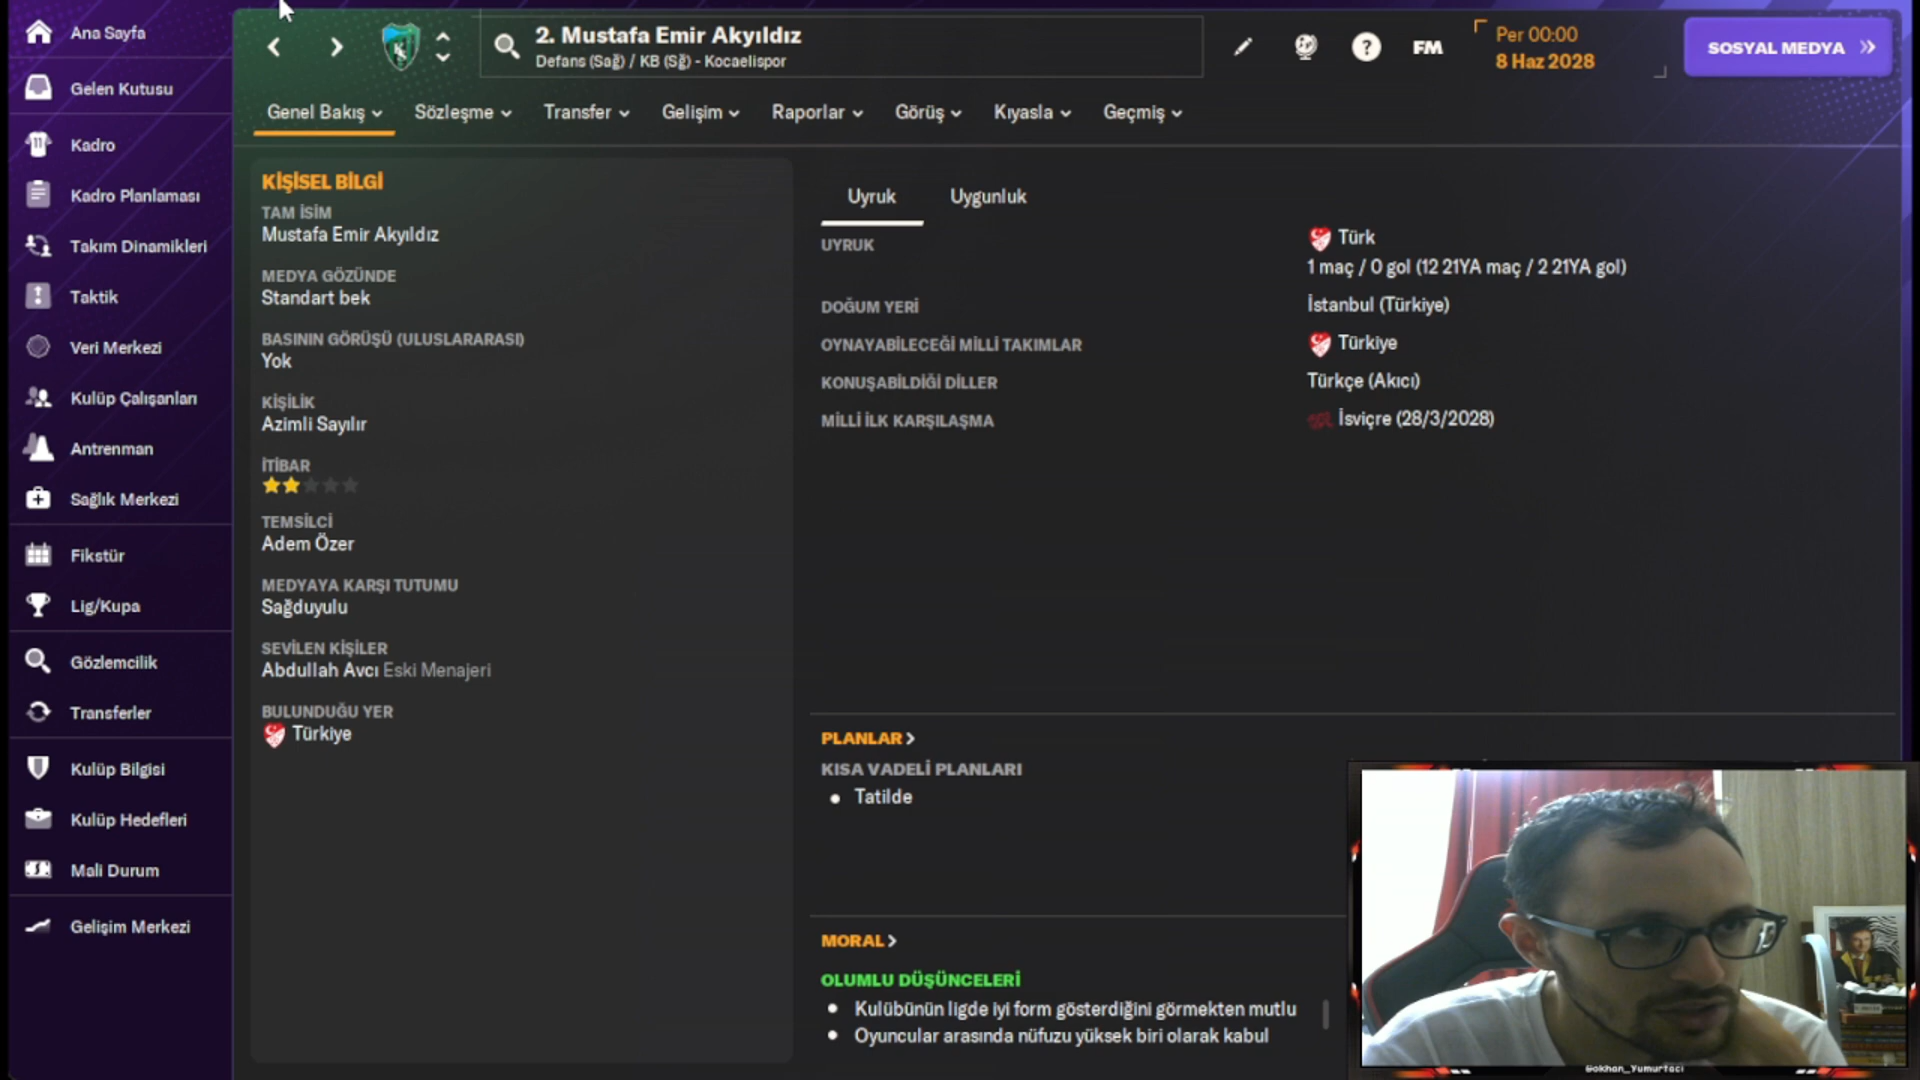 Ana Sayfa
Gelen Kutusu
Kadro
Kadro Planlaması
Takım Dinamikleri
Taktik
Veri Merkezi
Kulüp Çalışanları
Antrenman
Sağlık Merkezi
Fikstür
Lig/Kupa
Gözlemcilik
Transferler
Kulüp Bilgisi
Kulüp Hedefleri
Mali Durum
Gelişim Merkezi
2. Mustafa Emir Akyıldız
Defans (Sağ) / KB (Sğ) - Kocaelispor
FM
Per 00:00
8 Haz 2028
SOSYAL MEDYA
Genel Bakış
Sözleşme
Transfer
Gelişim
Raporlar
Görüş
Kıyasla
Geçmiş
KİŞİSEL BİLGİ
TAM İSİM
Mustafa Emir Akyıldız
MEDYA GÖZÜNDE
Standart bek
BASININ GÖRÜŞÜ (ULUSLARARASI)
Yok
KİŞİLİK
Azimli Sayılır
İTİBAR
TEMSİLCİ
Adem Özer
MEDYAYA KARŞI TUTUMU
Sağduyulu
SEVİLEN KİŞİLER
Abdullah Avcı Eski Menajeri
BULUNDUĞU YER
Türkiye
Uyruk
Uygunluk
UYRUK
Türk
1 maç / 0 gol (12 21YA maç / 2 21YA gol)
DOĞUM YERİ
İstanbul (Türkiye)
OYNAYABİLECEĞİ MİLLİ TAKIMLAR
Türkiye
KONUŞABİLDİĞİ DİLLER
Türkçe (Akıcı)
MİLLİ İLK KARŞILAŞMA
İsviçre (28/3/2028)
PLANLAR
KISA VADELİ PLANLARI
Tatilde
MORAL
OLUMLU DÜŞÜNCELERİ
Kulübünün ligde iyi form gösterdiğini görmekten mutlu
Oyuncular arasında nüfuzu yüksek biri olarak kabul
Gokhan_Yumurtaci